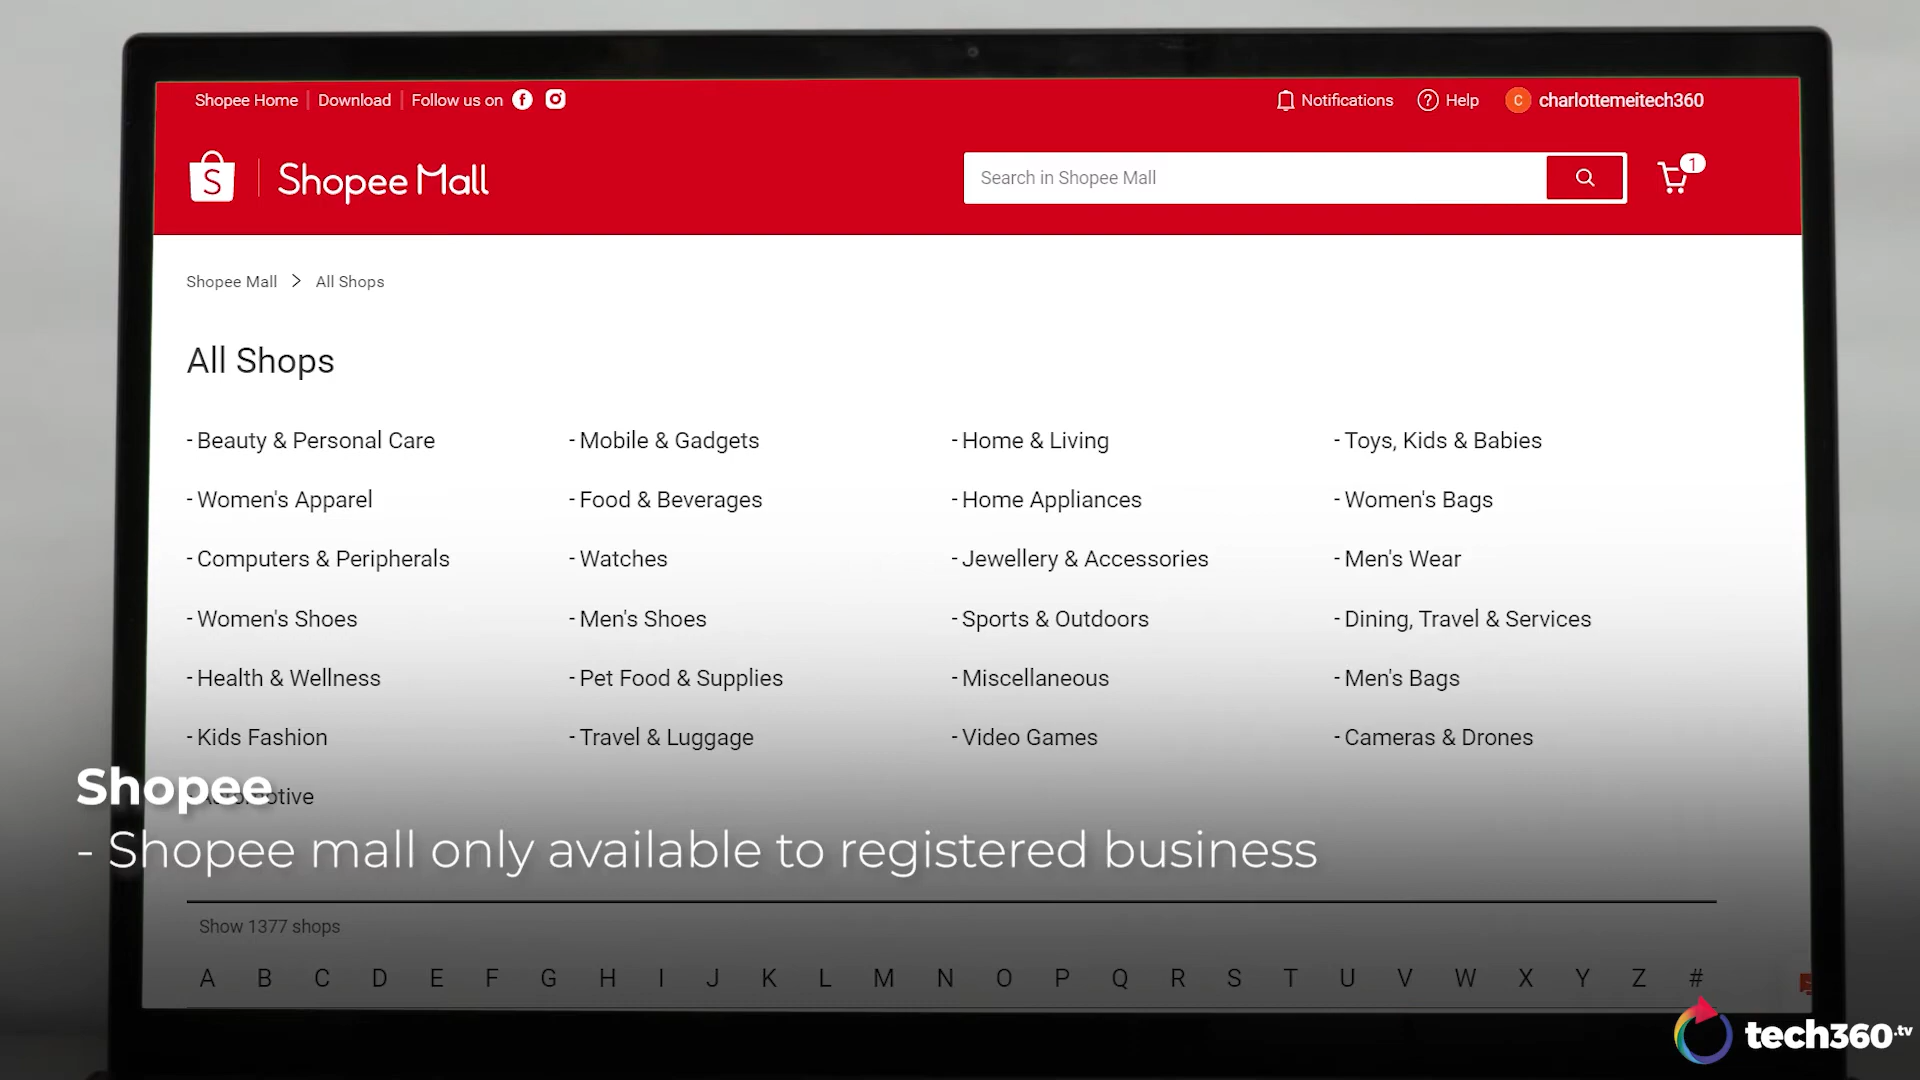 Shopee Home | Download | Follow us on
Notifications
Help
C charlottemeitech360
S | Shopee Mall
Search in Shopee Mall
1
Shopee Mall > All Shops
All Shops
- Beauty & Personal Care
- Mobile & Gadgets
- Home & Living
- Toys, Kids & Babies
- Women's Apparel
- Food & Beverages
- Home Appliances
- Women's Bags
- Computers & Peripherals
- Watches
- Jewellery & Accessories
- Men's Wear
- Women's Shoes
- Men's Shoes
- Sports & Outdoors
- Dining, Travel & Services
- Health & Wellness
- Pet Food & Supplies
- Miscellaneous
- Men's Bags
- Kids Fashion
- Travel & Luggage
- Video Games
- Cameras & Drones
- Automotive
Shopee
- Shopee mall only available to registered business
Show 1377 shops
A B C D E F G H I J K L M N O P Q R S T U V W X Y Z #
tech360.tv